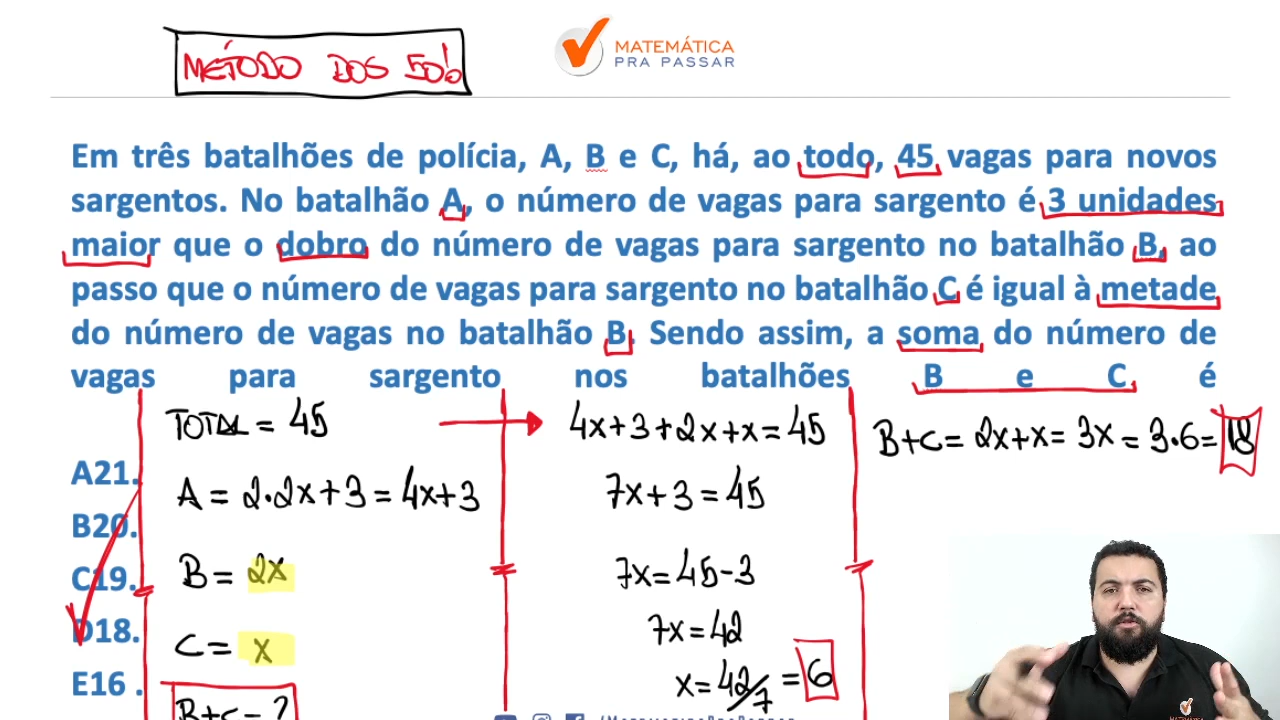 MÉTODO DOS 50!
MATEMÁTICA
PRA PASSAR
Em três batalhões de polícia, A, B e C, há, ao todo, 45 vagas para novos
sargentos. No batalhão A, o número de vagas para sargento é 3 unidades
maior que o dobro do número de vagas para sargento no batalhão B, ao
passo que o número de vagas para sargento no batalhão C é igual à metade
do número de vagas no batalhão B. Sendo assim, a soma do número de
vagas para sargento nos batalhões B e C, é
A21.
B20.
C19.
D18.
E16 .
TOTAL = 45
A = 2·2x+3 = 4x+3
B = 2x
C = x
B+C = ?
4x+3+2x+x=45
7x+3=45
7x=45-3
7x=42
x=42/7 = 6
B+C= 2x+x= 3x = 3·6= 18
MATEMÁTICA